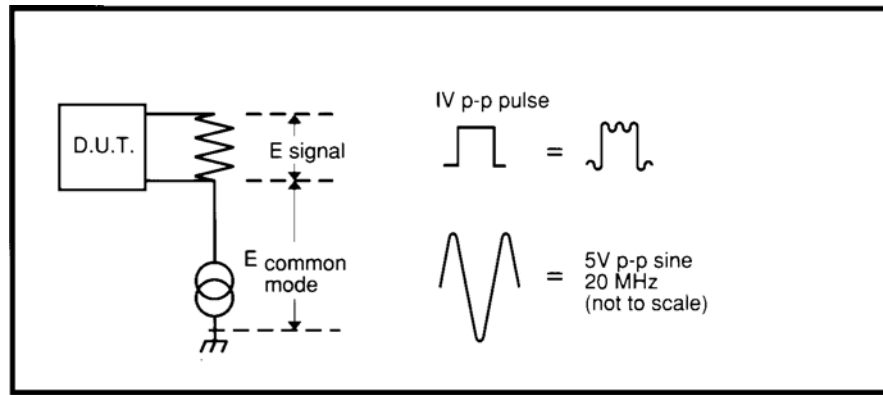 D.U.T.
E signal
E common
mode
IV p-p pulse
=
=
5V p-p sine
20 MHz
(not to scale)